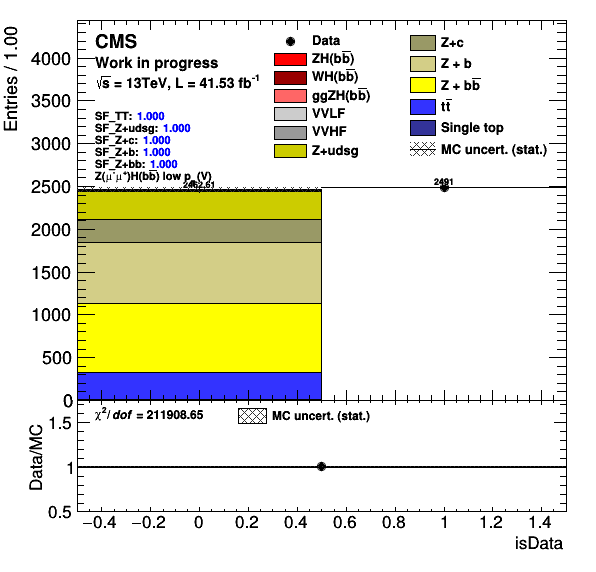 CMS
Work in progress
√s = 13TeV, L = 41.53 fb⁻¹
SF_TT: 1.000
SF_Z+udsg: 1.000
SF_Z+c: 1.000
SF_Z+b: 1.000
SF_Z+bb: 1.000
Z(μ⁻μ⁺)H(bb̅) low p (V)
Data
ZH(bb̅)
WH(bb̅)
ggZH(bb̅)
VVLF
VVHF
Z+udsg
Z+c
Z + b
Z + bb̅
tt̅
Single top
MC uncert. (stat.)
Entries / 1.00
4000
3500
3000
2500
2000
1500
1000
500
0
2462.61
2491
χ²/dof = 211908.65
MC uncert. (stat.)
Data/MC
1.5
1
0.5
−0.4 −0.2 0 0.2 0.4 0.6 0.8 1 1.2 1.4
isData